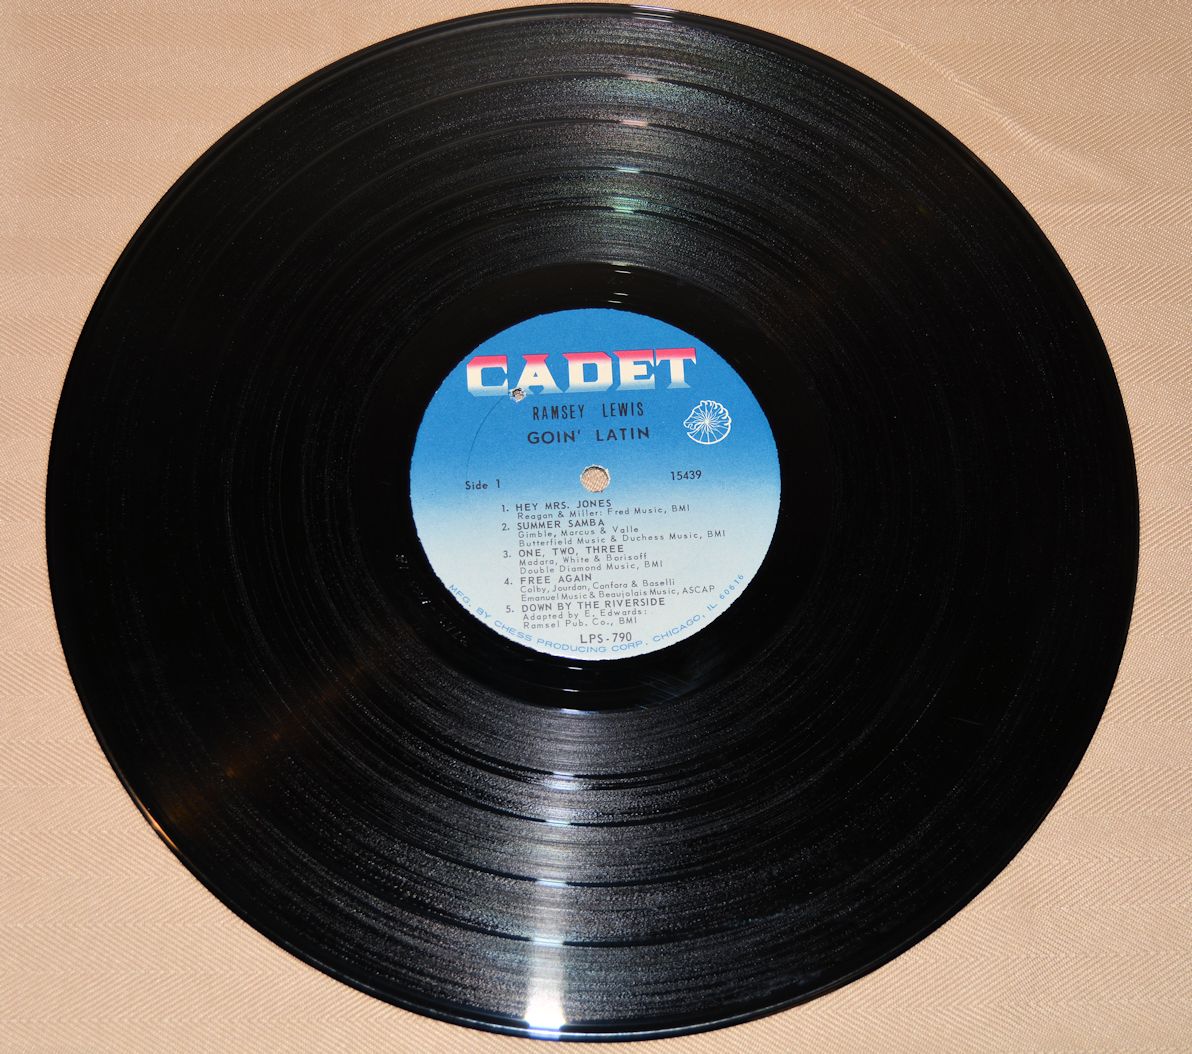 CADET
RAMSEY LEWIS
GOIN' LATIN
Side 1
15439
1. HEY MRS. JONES
Reagan & Miller: Fred Music, BMI
2. SUMMER SAMBA
Gimble, Marcus & Valle
Butterfield Music & Duchess Music, BMI
3. ONE, TWO, THREE
Madara, White & Borisoff
Double Diamond Music, BMI
4. FREE AGAIN
Colby, Jourdan, Canfora & Baselli
Emanuel Music & Beaujolais Music, ASCAP
5. DOWN BY THE RIVERSIDE
Adapted by E. Edwards:
Ramsel Pub. Co., BMI
LPS-790
MFG. BY CHESS PRODUCING CORP. CHICAGO, IL 60616